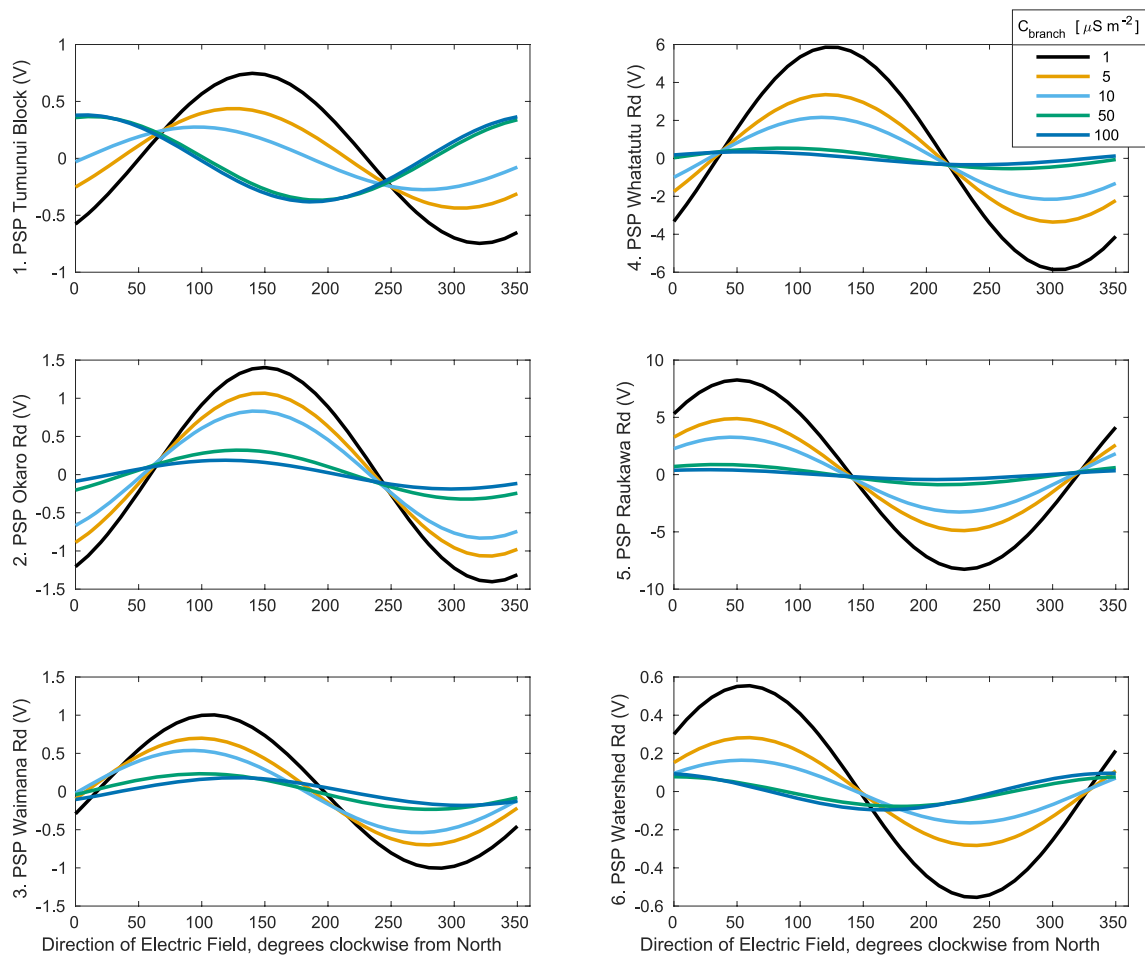 1. PSP Tumunui Block (V)
1
0.5
0
-0.5
-1
0 50 100 150 200 250 300 350
4. PSP Whatatutu Rd (V)
6
4
2
0
-2
-4
-6
0 50 100 150 200 250 300 350
C_branch [ μS m⁻²]
1
5
10
50
100
2. PSP Okaro Rd (V)
1.5
1
0.5
0
-0.5
-1
-1.5
0 50 100 150 200 250 300 350
5. PSP Raukawa Rd (V)
10
5
0
-5
-10
0 50 100 150 200 250 300 350
3. PSP Waimana Rd (V)
1.5
1
0.5
0
-0.5
-1
-1.5
0 50 100 150 200 250 300 350
Direction of Electric Field, degrees clockwise from North
6. PSP Watershed Rd (V)
0.6
0.4
0.2
0
-0.2
-0.4
-0.6
0 50 100 150 200 250 300 350
Direction of Electric Field, degrees clockwise from North